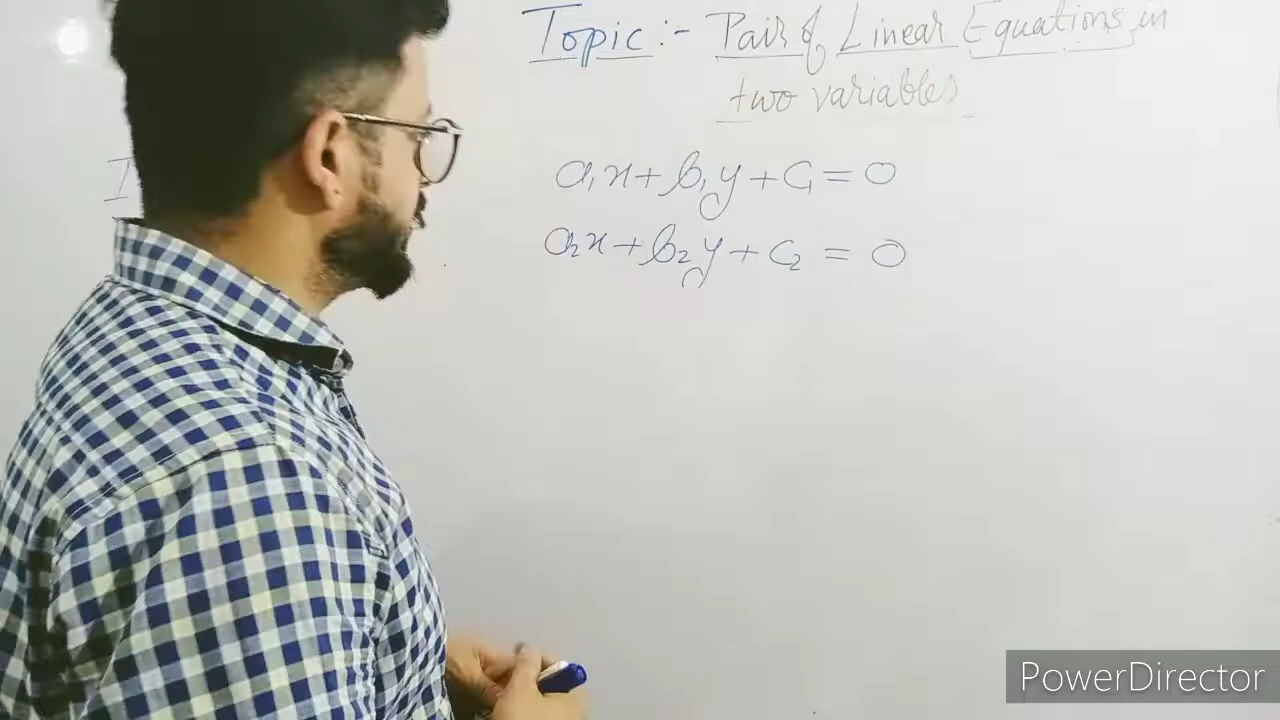 Topic :- Pair of Linear Equations in
two variables
I
a₁x + b₁y + C₁ = 0
a₂x + b₂y + C₂ = 0
PowerDirector